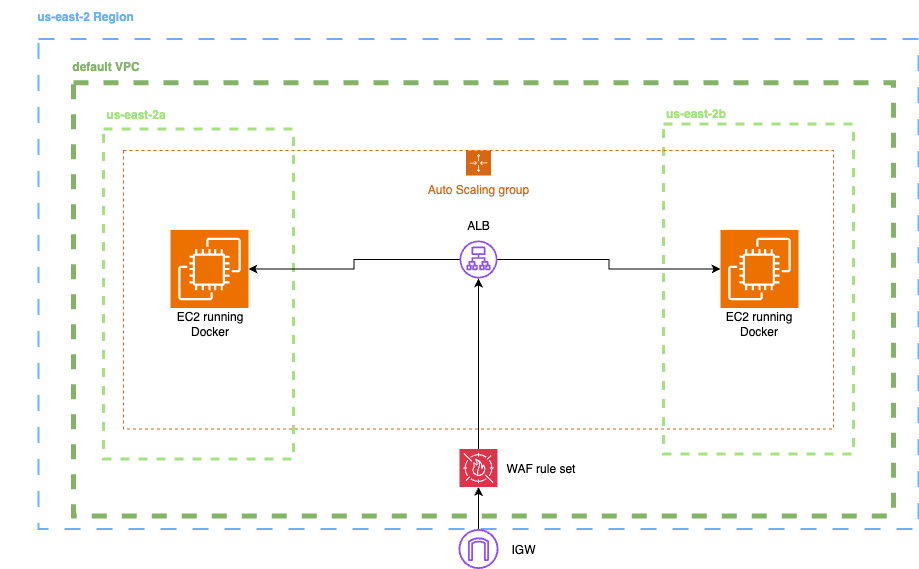 us-east-2 Region
default VPC
us-east-2a
us-east-2b
Auto Scaling group
ALB
EC2 running
Docker
EC2 running
Docker
WAF rule set
IGW